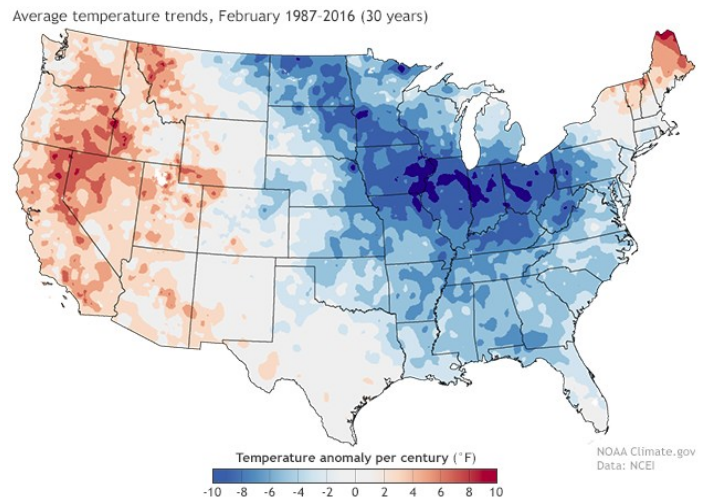 Average temperature trends, February 1987-2016 (30 years)
Temperature anomaly per century (°F)
-10 -8 -6 -4 -2 0 2 4 6 8 10
NOAA Climate.gov
Data: NCEI